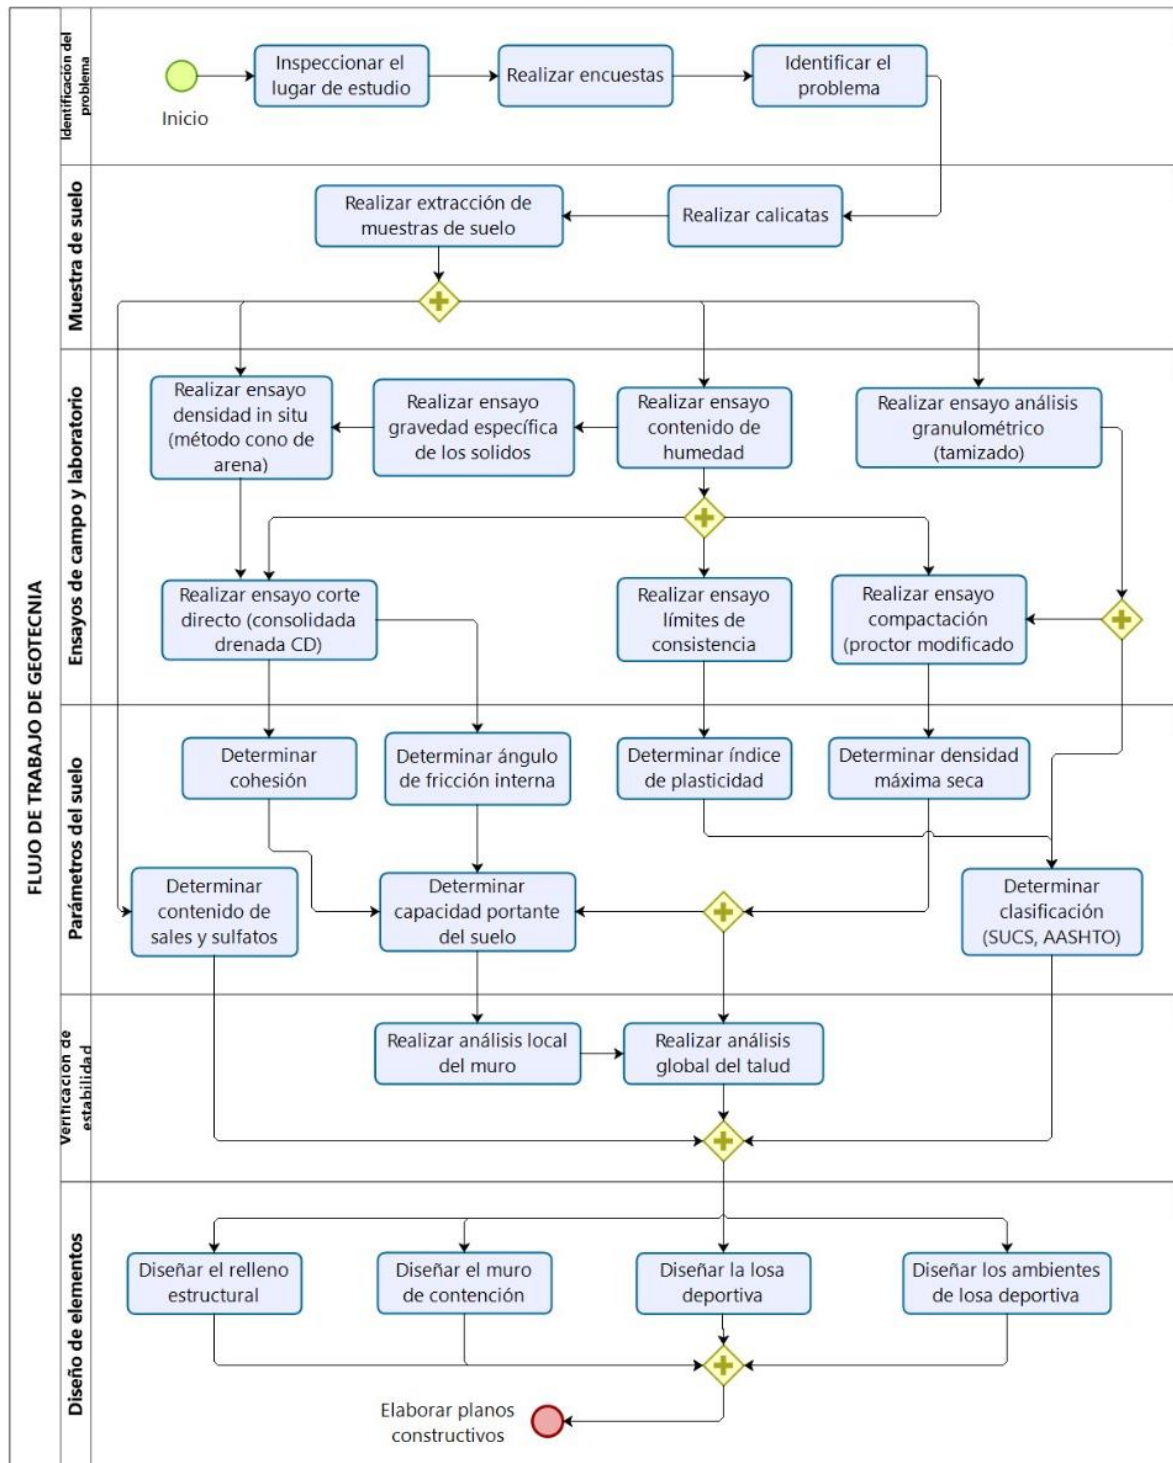 FLUJO DE TRABAJO DE GEOTECNIA
Identificación del
problema
Inicio
Inspeccionar el
lugar de estudio
Realizar encuestas
Identificar el
problema
Muestra de suelo
Realizar extracción de
muestras de suelo
Realizar calicatas
Ensayos de campo y laboratorio
Realizar ensayo
densidad in situ
(método cono de
arena)
Realizar ensayo
gravedad específica
de los solidos
Realizar ensayo
contenido de
humedad
Realizar ensayo análisis
granulométrico
(tamizado)
Realizar ensayo corte
directo (consolidada
drenada CD)
Realizar ensayo
límites de
consistencia
Realizar ensayo
compactación
(proctor modificado
Parámetros del suelo
Determinar
cohesión
Determinar ángulo
de fricción interna
Determinar índice
de plasticidad
Determinar densidad
máxima seca
Determinar
contenido de
sales y sulfatos
Determinar
capacidad portante
del suelo
Determinar
clasificación
(SUCS, AASHTO)
Verificación de
estabilidad
Realizar análisis local
del muro
Realizar análisis
global del talud
Diseño de elementos
Diseñar el relleno
estructural
Diseñar el muro
de contención
Diseñar la losa
deportiva
Diseñar los ambientes
de losa deportiva
Elaborar planos
constructivos